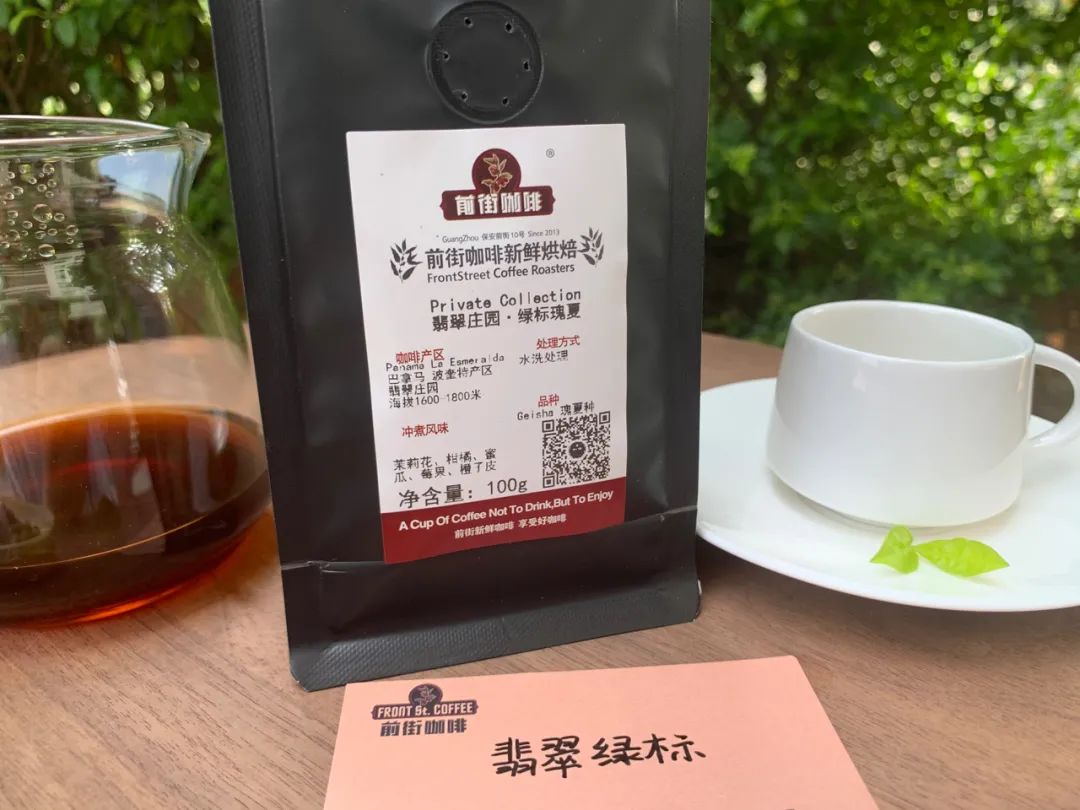 ®
前街咖啡
GuangZhou 保安前街10号 Since 2013
前街咖啡新鲜烘焙
FrontStreet Coffee Roasters
Private Collection
翡翠庄园·绿标瑰夏
咖啡产区
Panama La Esmeralda
巴拿马 波奎特产区
翡翠庄园
海拔1600-1800米
处理方式
水洗处理
品种
Geisha 瑰夏种
冲煮风味
茉莉花、柑橘、蜜
瓜、莓果、橙子皮
净含量：100g
A Cup Of Coffee Not To Drink,But To Enjoy
前街新鲜咖啡 享受好咖啡
FRONT St. COFFEE
前街咖啡
翡翠绿标